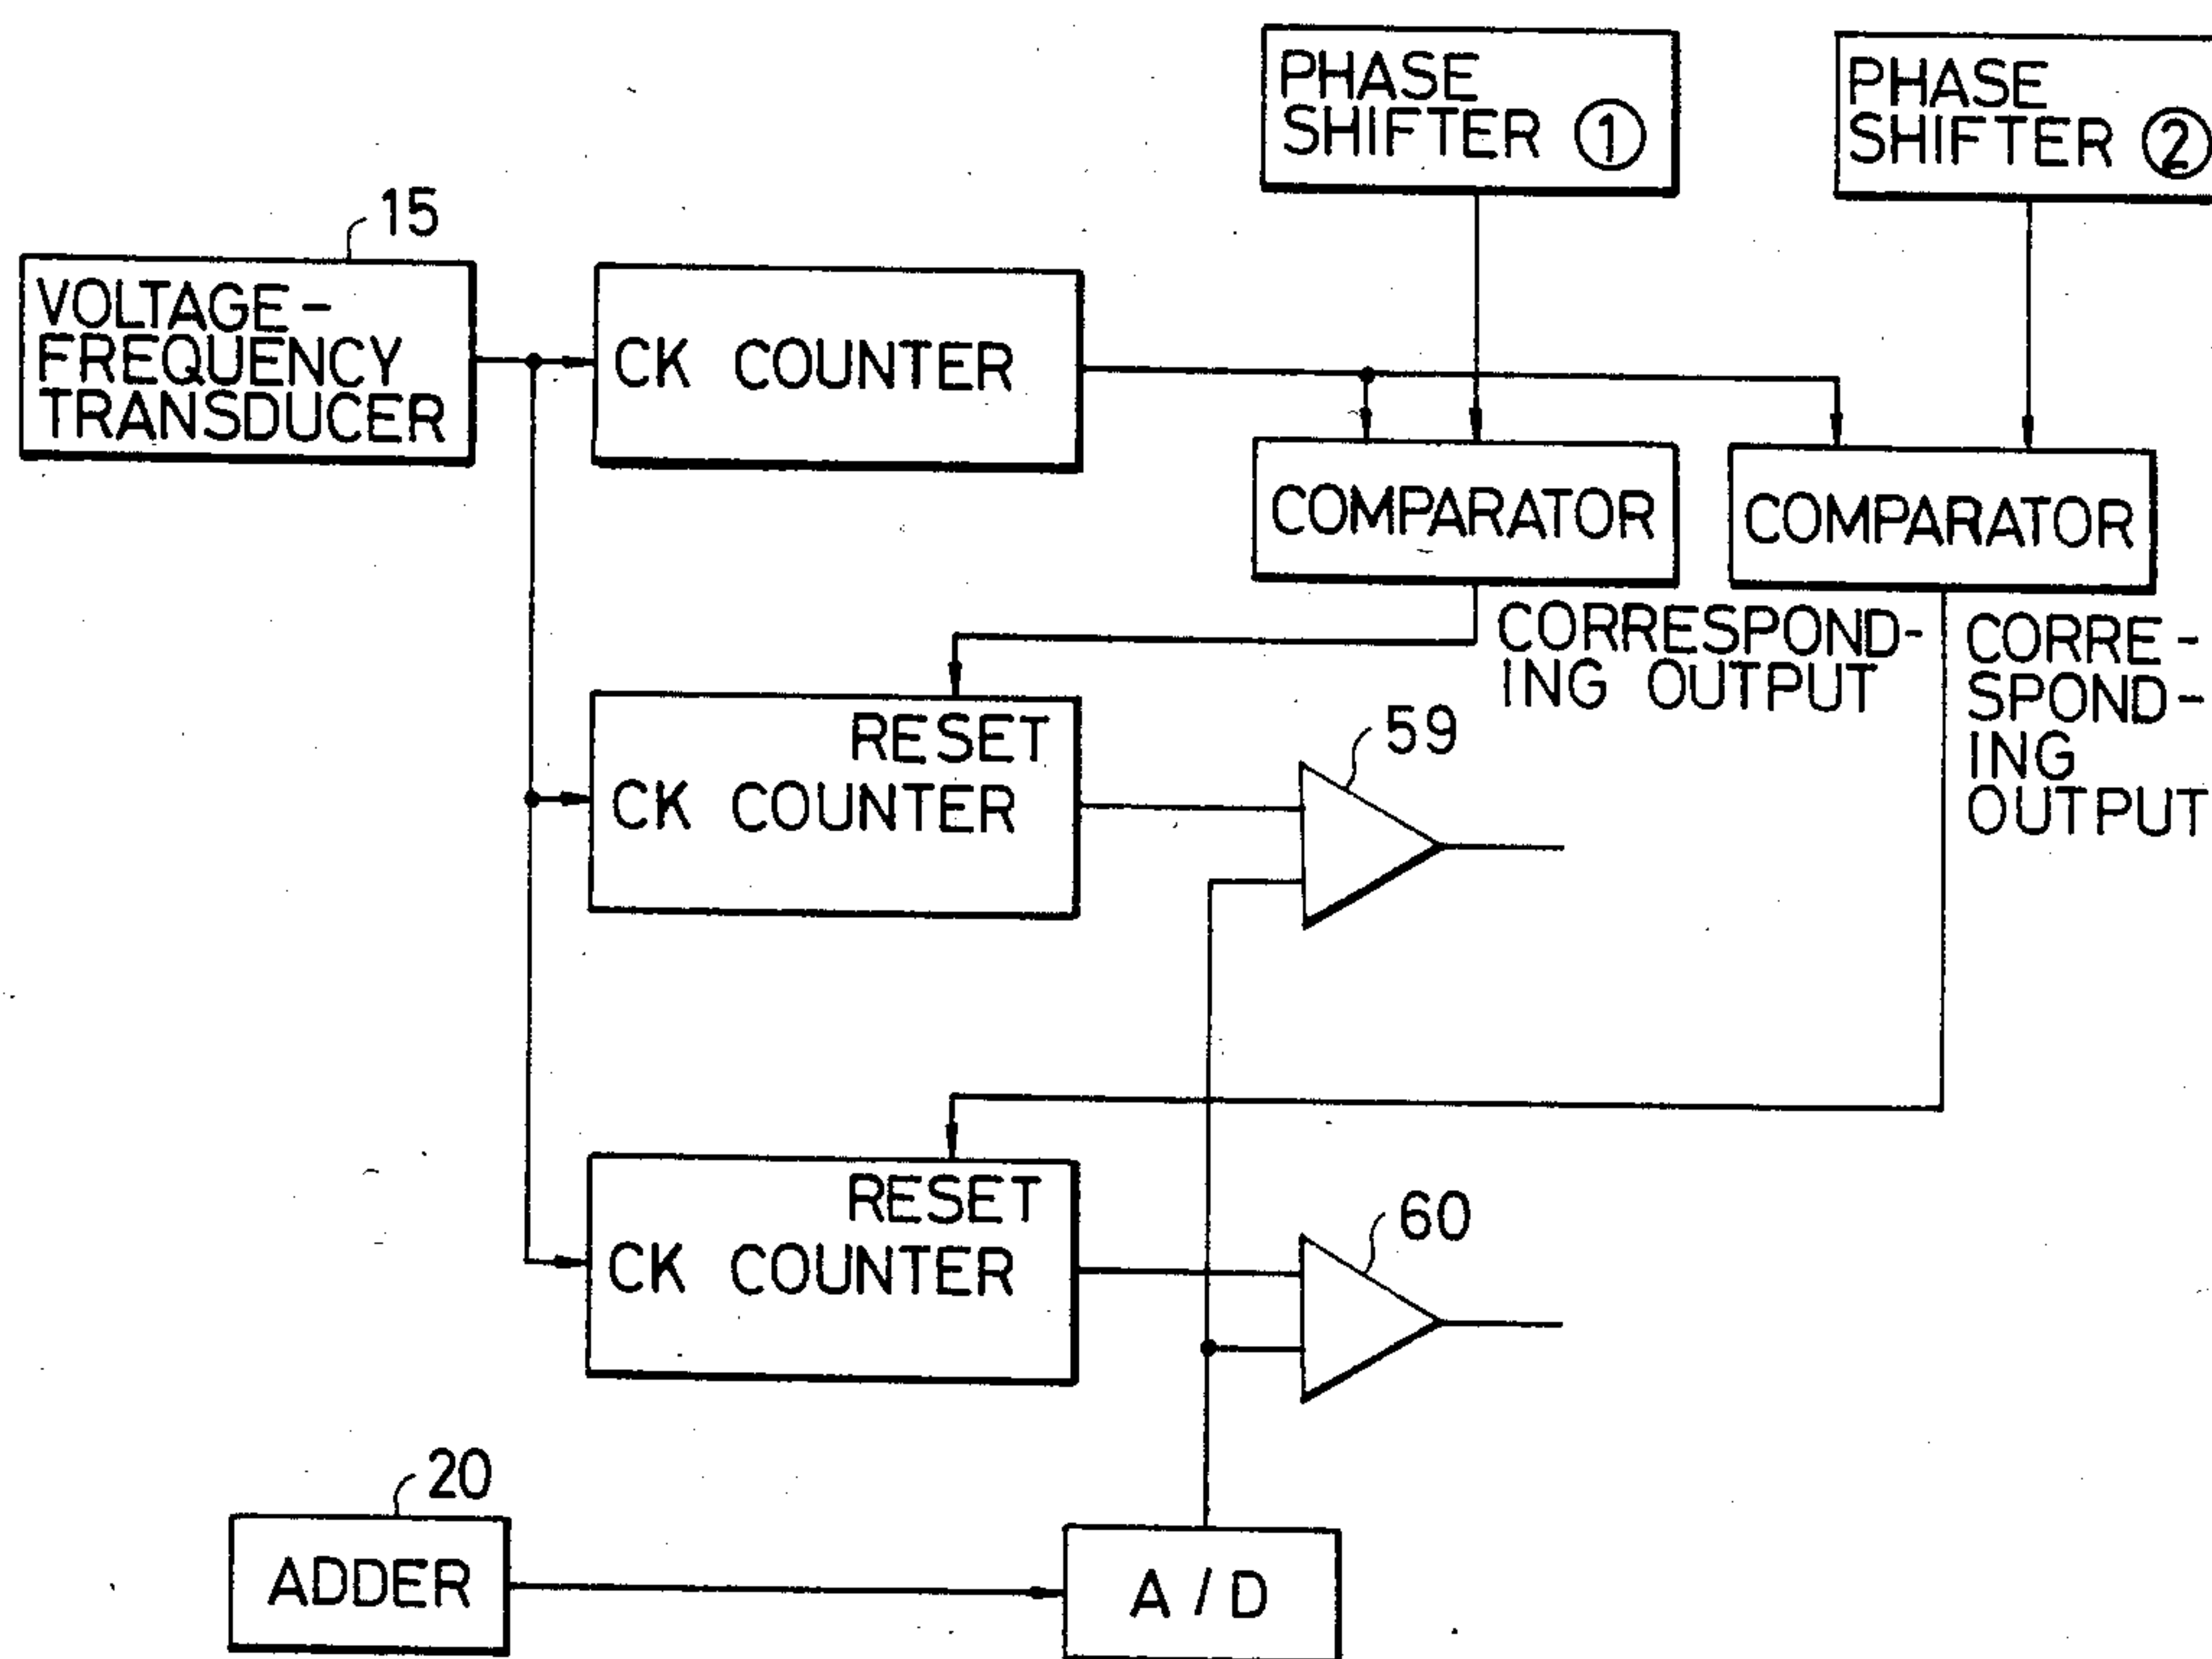 PHASE
SHIFTER ①
PHASE
SHIFTER ②
15
VOLTAGE-
FREQUENCY
TRANSDUCER
CK COUNTER
COMPARATOR
COMPARATOR
CORRESPOND-
ING OUTPUT
CORRE-
SPOND-
ING
OUTPUT
RESET
CK COUNTER
59
RESET
CK COUNTER
60
20
ADDER
A/D